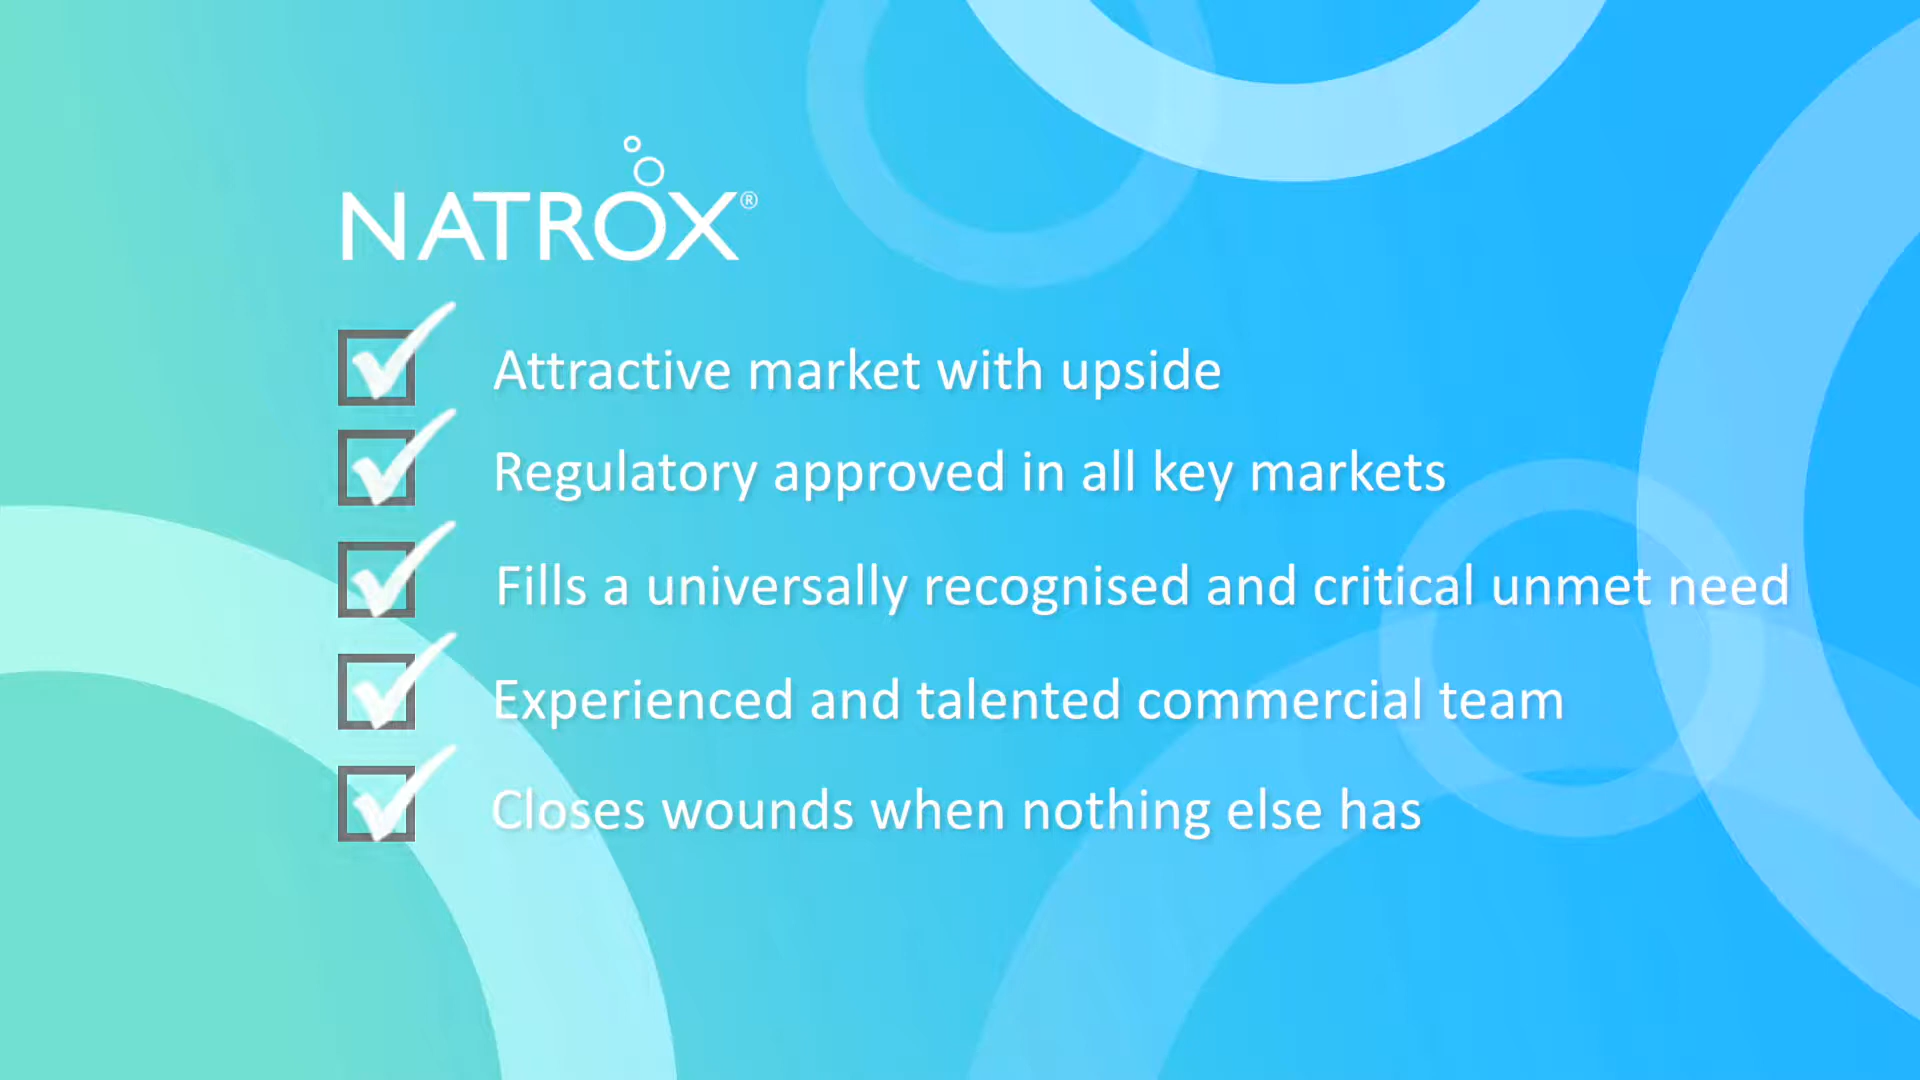 NATROX®
Attractive market with upside
Regulatory approved in all key markets
Fills a universally recognised and critical unmet need
Experienced and talented commercial team
Closes wounds when nothing else has